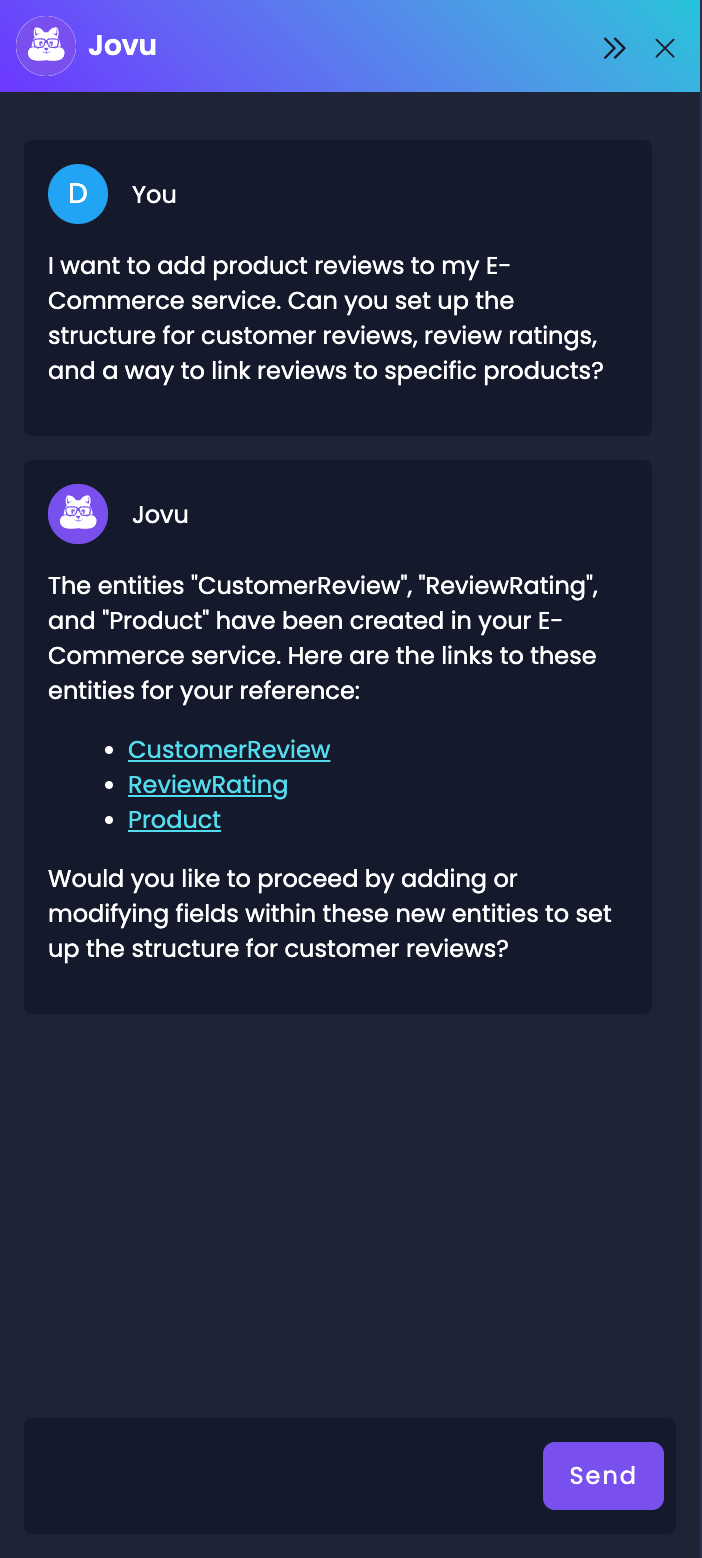 Jovu
D
You
I want to add product reviews to my E-
Commerce service. Can you set up the
structure for customer reviews, review ratings,
and a way to link reviews to specific products?
Jovu
The entities "CustomerReview", "ReviewRating",
and "Product" have been created in your E-
Commerce service. Here are the links to these
entities for your reference:
• CustomerReview
• ReviewRating
• Product
Would you like to proceed by adding or
modifying fields within these new entities to set
up the structure for customer reviews?
Send